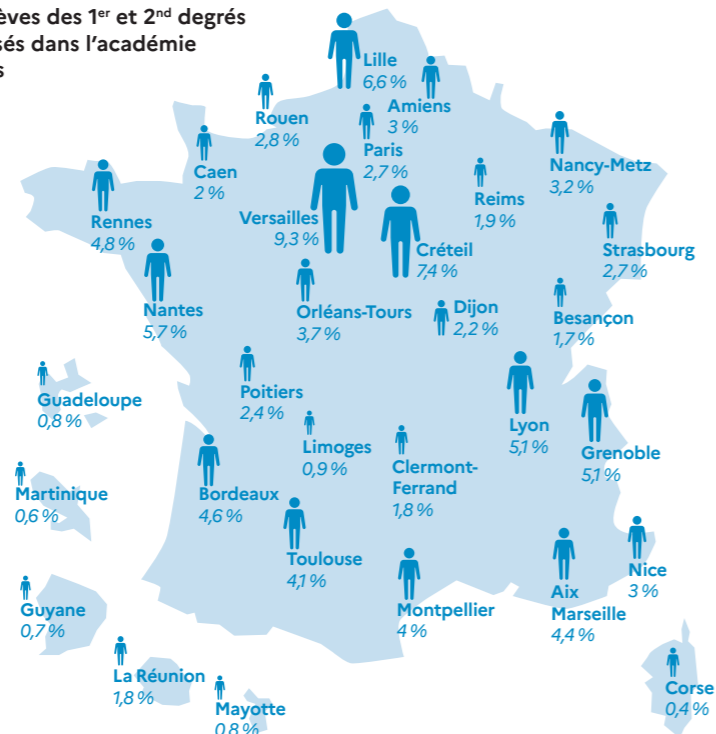 èves des 1er et 2nd degrés
sés dans l'académie
s
Lille
6,6 %
Amiens
3 %
Rouen
2,8 %
Paris
2,7 %
Caen
2 %
Nancy-Metz
3,2 %
Reims
1,9 %
Rennes
4,8 %
Versailles
9,3 %
Créteil
7,4 %
Strasbourg
2,7 %
Nantes
5,7 %
Orléans-Tours
3,7 %
Dijon
2,2 %
Besançon
1,7 %
Guadeloupe
0,8 %
Poitiers
2,4 %
Limoges
0,9 %
Lyon
5,1 %
Grenoble
5,1 %
Clermont-
Ferrand
1,8 %
Martinique
0,6 %
Bordeaux
4,6 %
Toulouse
4,1 %
Nice
3 %
Aix
Marseille
4,4 %
Montpellier
4 %
Guyane
0,7 %
La Réunion
1,8 %
Mayotte
0,8 %
Corse
0,4 %